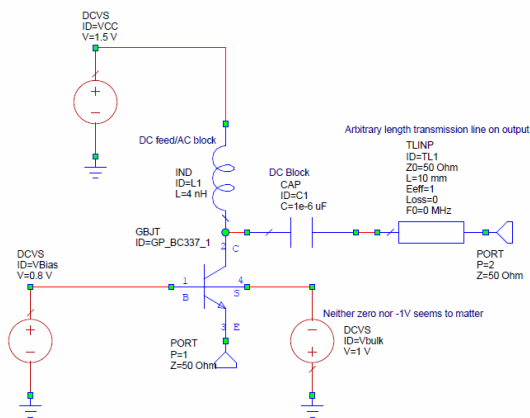 DCVS
ID=VCC
V=1.5 V
DC feed/AC block
IND
ID=L1
L=4 nH
DC Block
CAP
ID=C1
C=1e-6 uF
Arbitrary length transmission line on output
TLINP
ID=TL1
Z0=50 Ohm
L=10 mm
Eeff=1
Loss=0
F0=0 MHz
GBJT
ID=GP_BC337_1
2
C
PORT
P=2
Z=50 Ohm
DCVS
ID=VBias
V=0.8 V
1
B
4
S
3
E
PORT
P=1
Z=50 Ohm
Neither zero nor -1V seems to matter
DCVS
ID=Vbulk
V=1 V